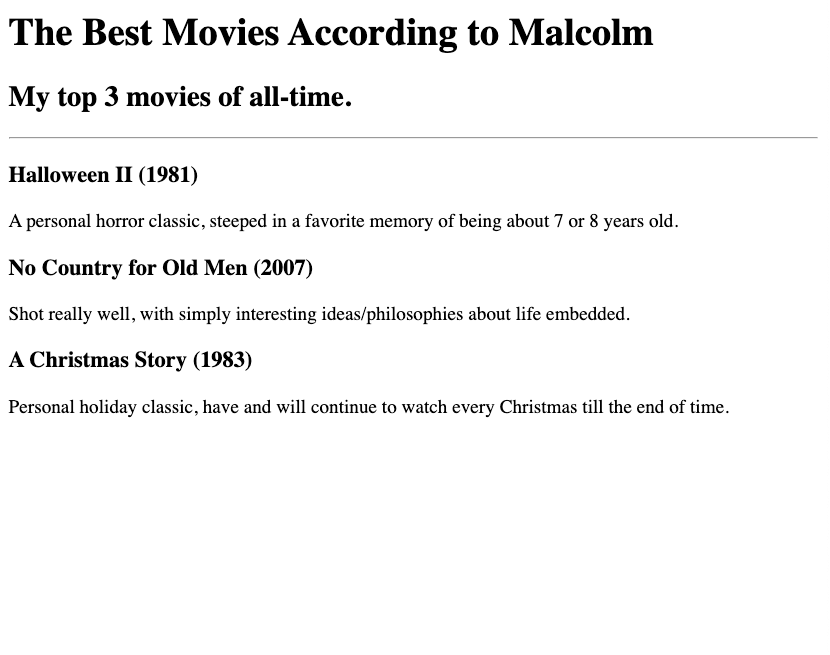 The Best Movies According to Malcolm
My top 3 movies of all-time.
Halloween II (1981)
A personal horror classic, steeped in a favorite memory of being about 7 or 8 years old.
No Country for Old Men (2007)
Shot really well, with simply interesting ideas/philosophies about life embedded.
A Christmas Story (1983)
Personal holiday classic, have and will continue to watch every Christmas till the end of time.